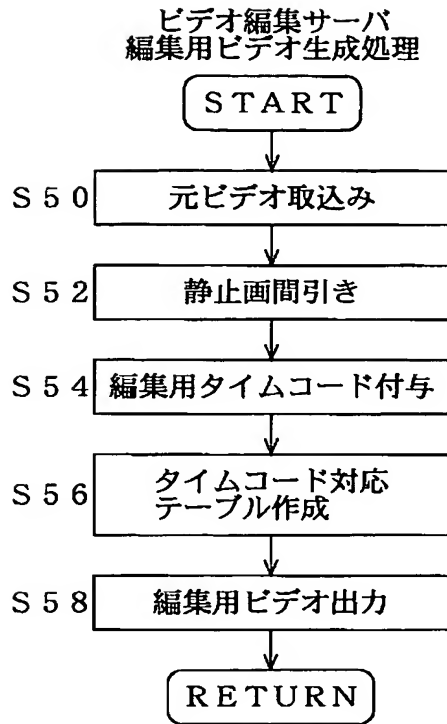 ビデオ編集サーバ
編集用ビデオ生成処理
START
S50 元ビデオ取込み
S52 静止画間引き
S54 編集用タイムコード付与
S56 タイムコード対応
テーブル作成
S58 編集用ビデオ出力
RETURN